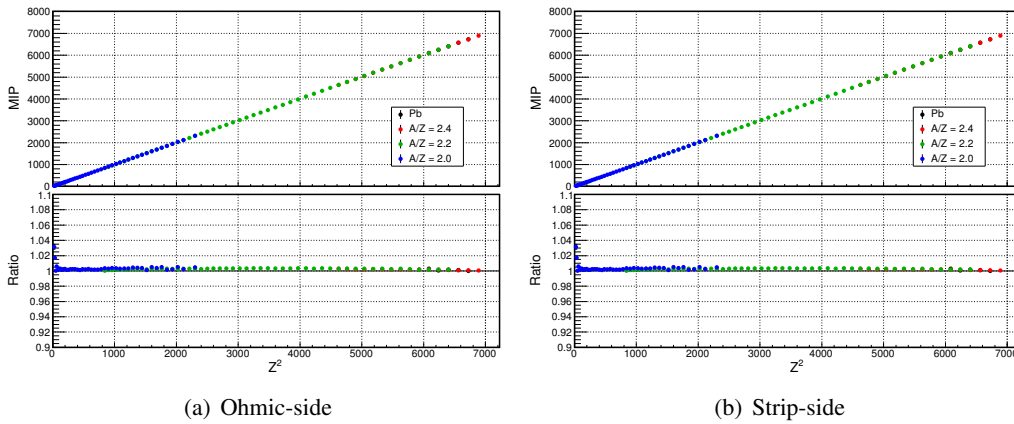 8000
7000
6000
5000
4000
3000
2000
1000
0
MIP
Pb
A/Z = 2.4
A/Z = 2.2
A/Z = 2.0
1.1
1.08
1.06
1.04
1.02
1
0.98
0.96
0.94
0.92
0.9
Ratio
0 1000 2000 3000 4000 5000 6000 7000
Z²
(a) Ohmic-side
8000
7000
6000
5000
4000
3000
2000
1000
0
MIP
Pb
A/Z = 2.4
A/Z = 2.2
A/Z = 2.0
1.1
1.08
1.06
1.04
1.02
1
0.98
0.96
0.94
0.92
0.9
Ratio
0 1000 2000 3000 4000 5000 6000 7000
Z²
(b) Strip-side